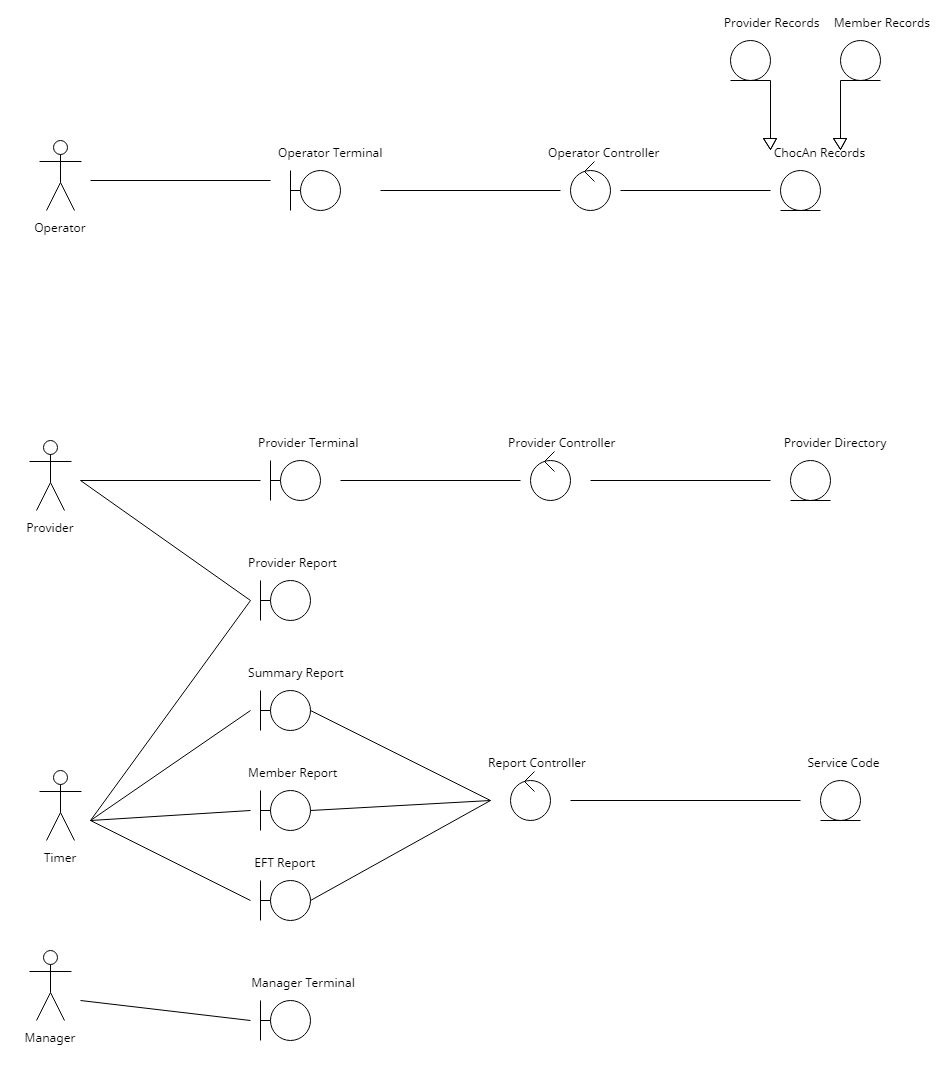 Provider Records
Member Records
Operator Terminal
Operator Controller
ChocAn Records
Operator
Provider Terminal
Provider Controller
Provider Directory
Provider
Provider Report
Summary Report
Report Controller
Service Code
Member Report
Timer
EFT Report
Manager Terminal
Manager